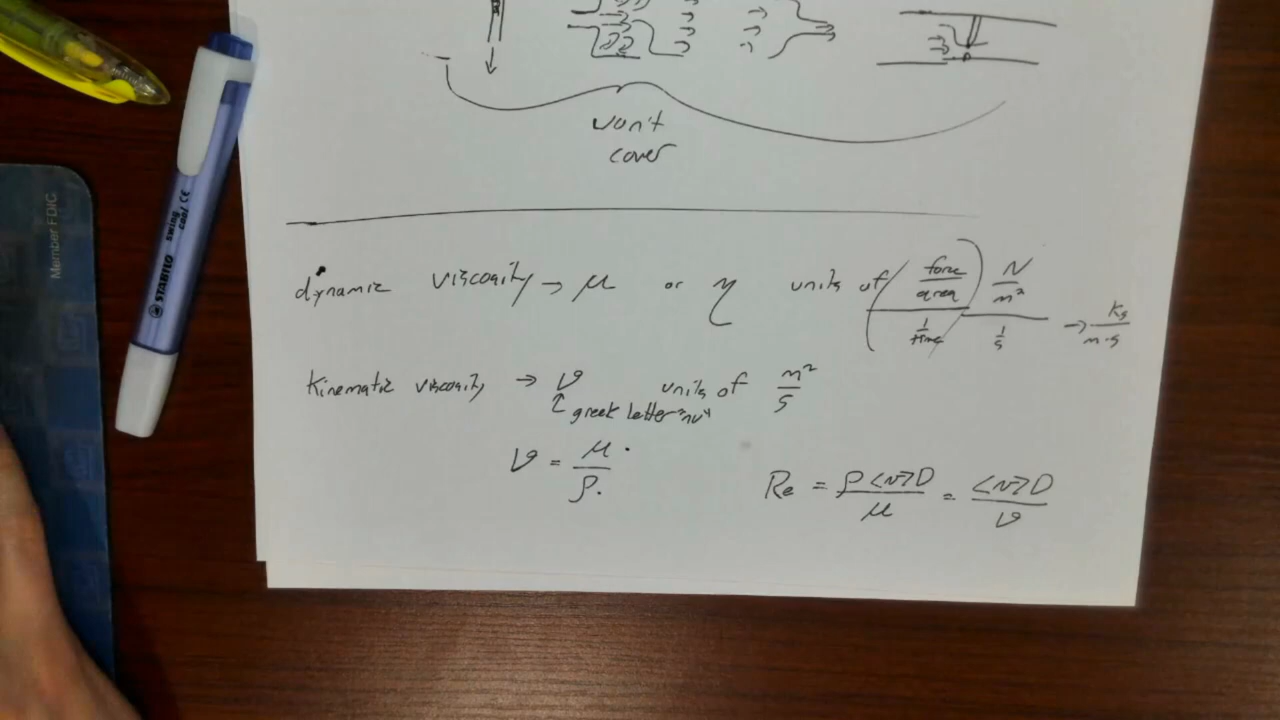 won't
cover
dynamic viscosity → μ or η units of (force/area)/(1/time) (N/m²)/(1/s) → kg/m·s
Kinematic viscosity → ν units of m²/s
greek letter "nu"
ν = μ/ρ
Re = ρ<v>D/μ = <v>D/ν
STABILO swing cool CE
Member FDIC